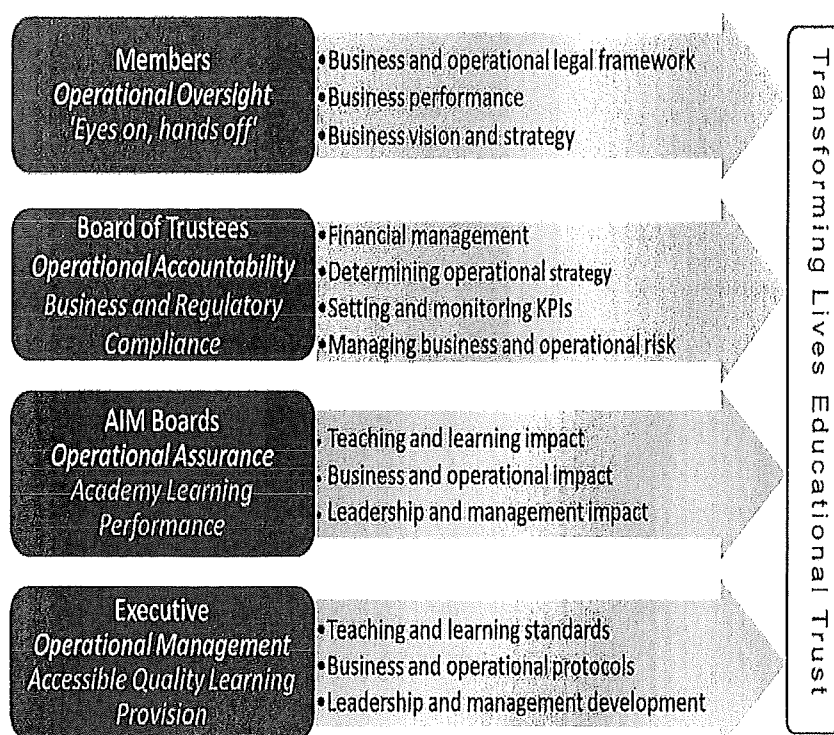 Members
Operational Oversight
'Eyes on, hands off'
•Business and operational legal framework
•Business performance
•Business vision and strategy
Board of Trustees
Operational Accountability
Business and Regulatory
Compliance
•Financial management
•Determining operational strategy
•Setting and monitoring KPIs
•Managing business and operational risk
AIM Boards
Operational Assurance
Academy Learning
Performance
• Teaching and learning impact
• Business and operational impact
• Leadership and management impact
Executive
Operational Management
Accessible Quality Learning
Provision
•Teaching and learning standards
•Business and operational protocols
•Leadership and management development
Transforming Lives Educational Trust